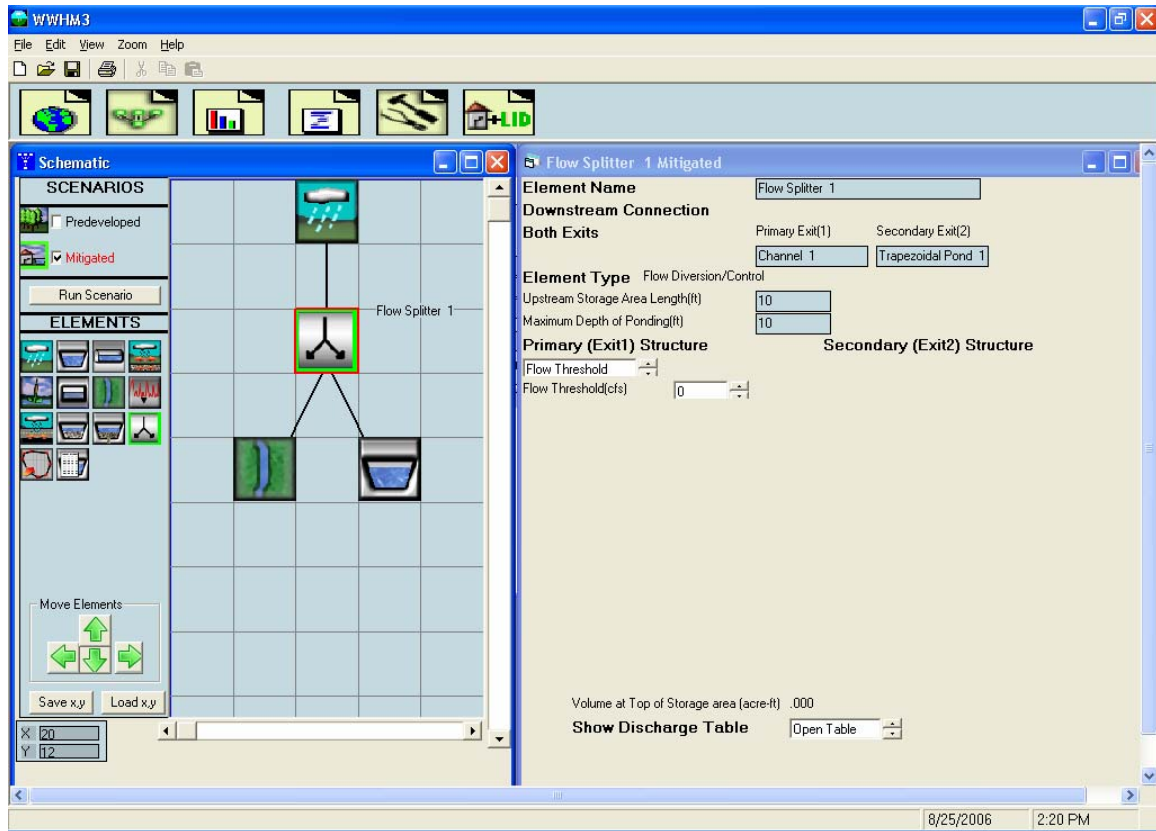 WWHM3
File Edit View Zoom Help
+LID
Schematic
SCENARIOS
Predeveloped
Mitigated
Run Scenario
ELEMENTS
Flow Splitter 1
Move Elements
Save x,y Load x,y
X 20
Y 12
Flow Splitter 1 Mitigated
Element Name Flow Splitter 1
Downstream Connection
Both Exits Primary Exit(1) Secondary Exit(2)
Channel 1 Trapezoidal Pond 1
Element Type Flow Diversion/Control
Upstream Storage Area Length(ft) 10
Maximum Depth of Ponding(ft) 10
Primary (Exit1) Structure Secondary (Exit2) Structure
Flow Threshold
Flow Threshold(cfs) 0
Volume at Top of Storage area (acre-ft) .000
Show Discharge Table Open Table
8/25/2006 2:20 PM